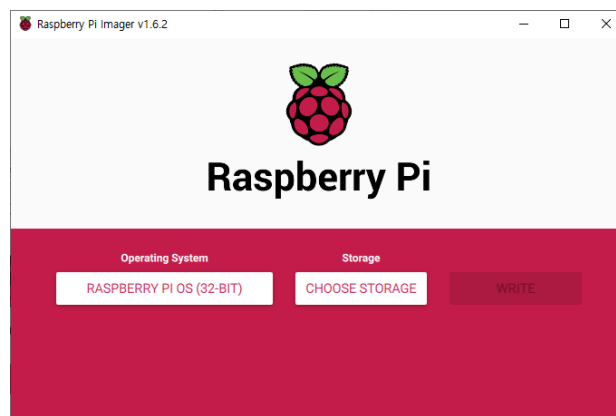 Raspberry Pi Imager v1.6.2
Raspberry Pi
Operating System
Storage
RASPBERRY PI OS (32-BIT)
CHOOSE STORAGE
WRITE